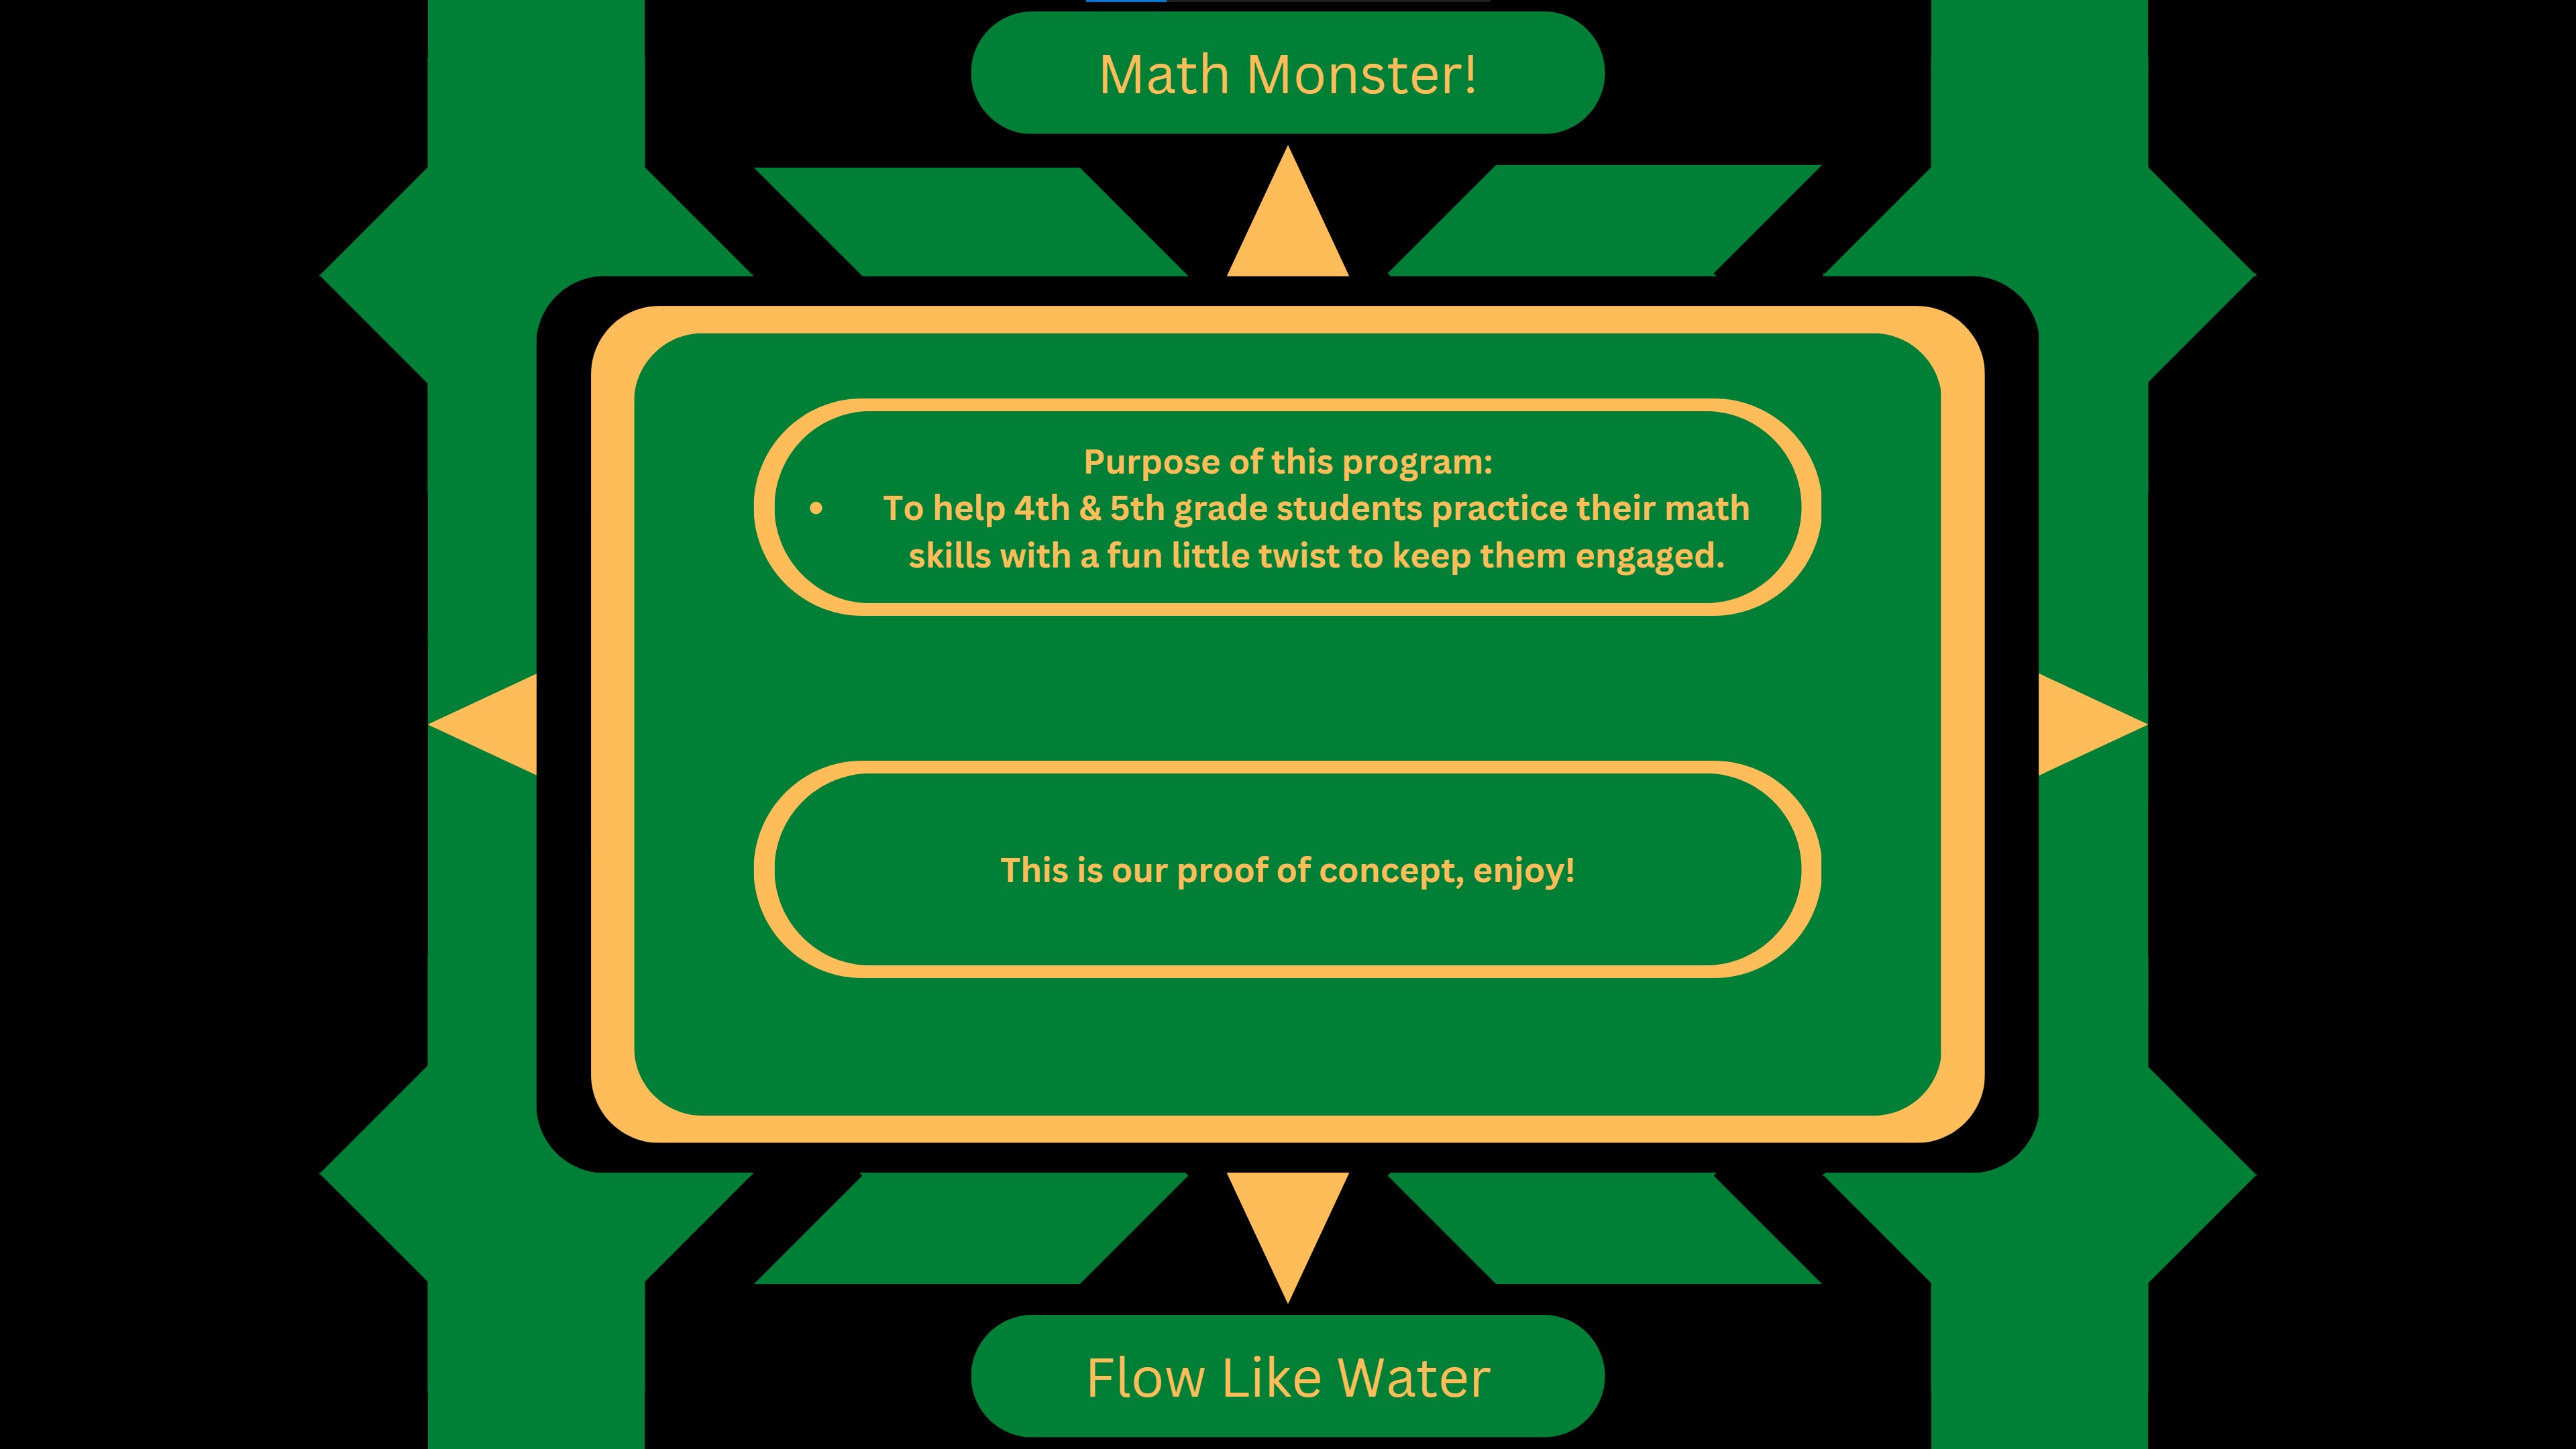 Math Monster!
Purpose of this program:
• To help 4th & 5th grade students practice their math
skills with a fun little twist to keep them engaged.
This is our proof of concept, enjoy!
Flow Like Water